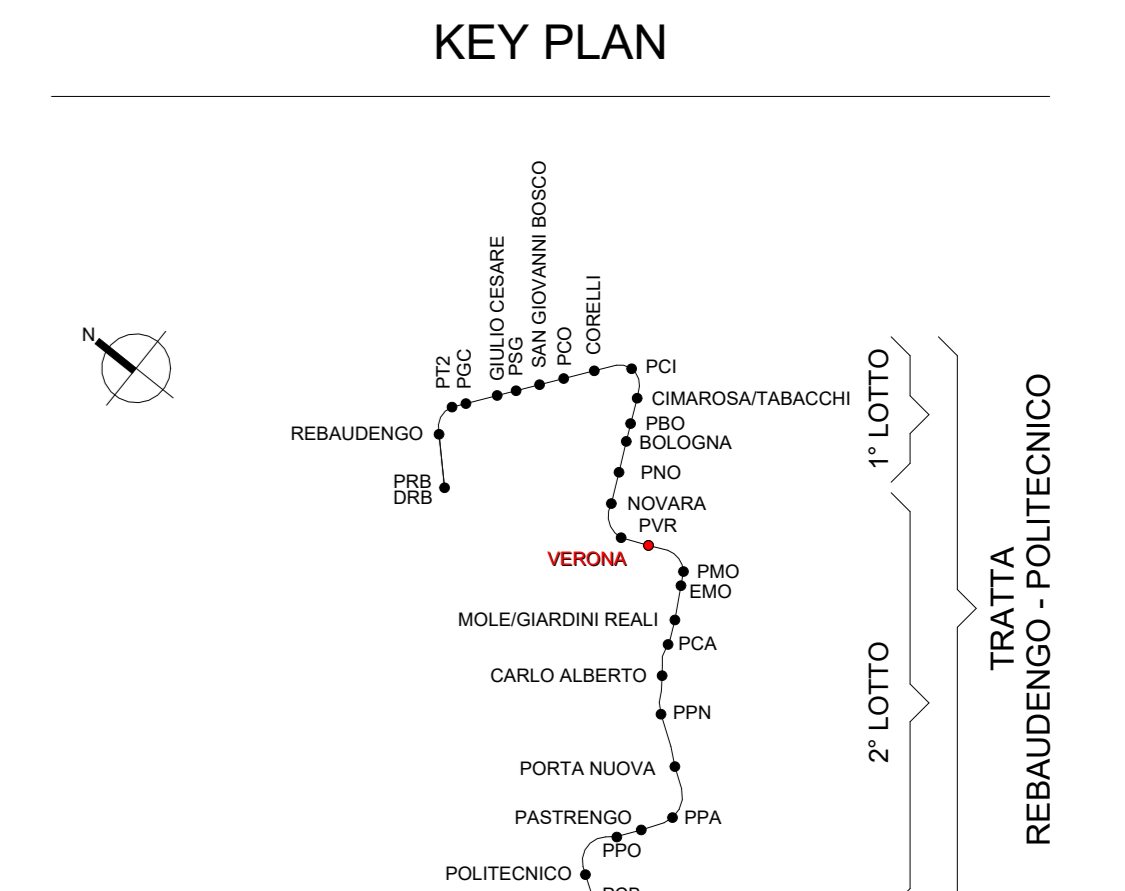 KEY PLAN
N
PT2
PGC
GIULIO CESARE
PSG
SAN GIOVANNI BOSCO
PCO
CORELLI
PCI
CIMAROSA/TABACCHI
REBAUDENGO
PBO
BOLOGNA
PRB
DRB
PNO
NOVARA
PVR
VERONA
PMO
EMO
MOLE/GIARDINI REALI
PCA
CARLO ALBERTO
PPN
PORTA NUOVA
PASTRENGO
PPA
PPO
POLITECNICO
1° LOTTO
2° LOTTO
TRATTA
REBAUDENGO - POLITECNICO